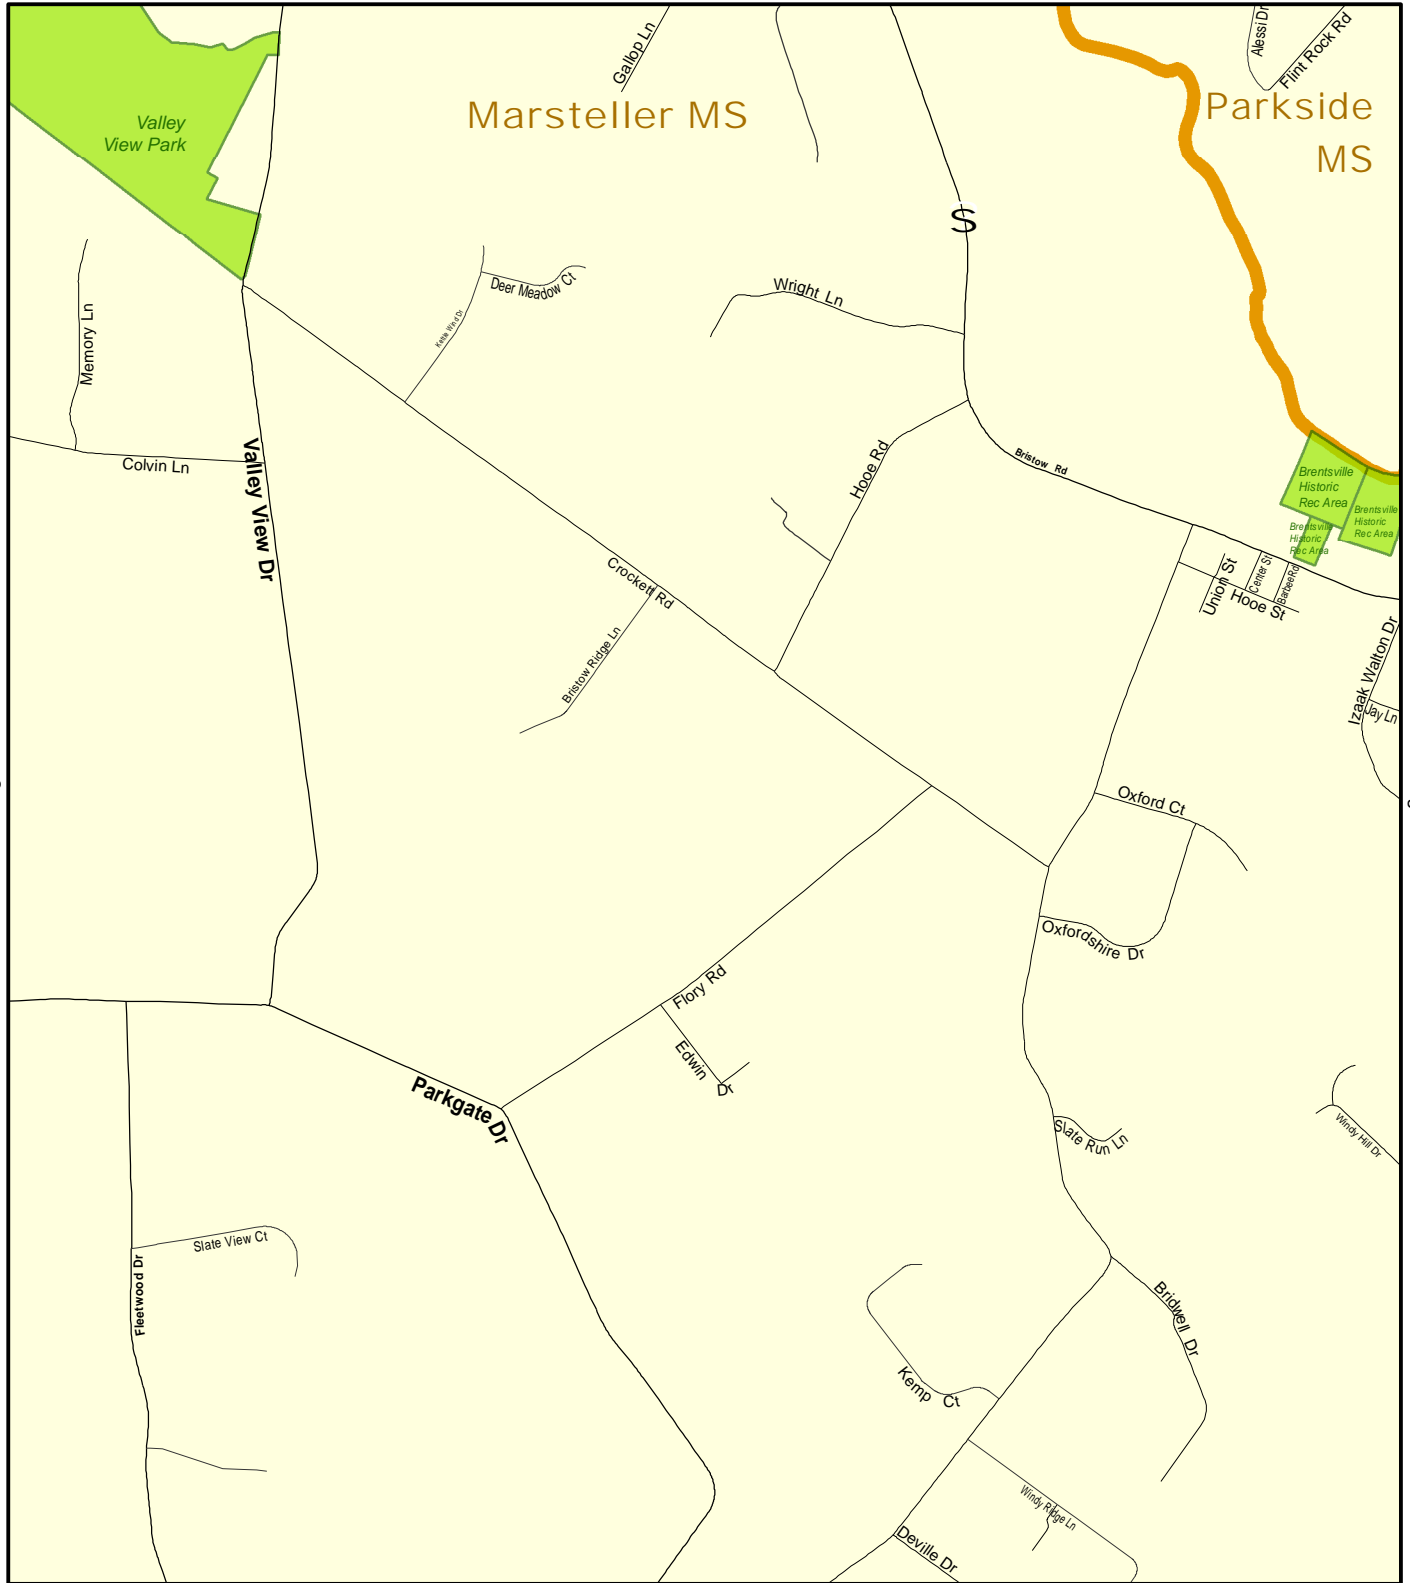 Gallop Ln
Alessi Dr
Flint Rock Rd
Marsteller MS
Parkside
MS
Valley
View Park
S
Deer Meadow Ct
Wright Ln
Kettle Wind Dr
Memory Ln
Colvin Ln
Valley View Dr
Hooe Rd
Bristow Rd
Brentsville
Historic
Rec Area
Brentsville
Historic
Rec Area
Brentsville
Historic
Rec Area
Union St
Center St
Barbee Rd
Hooe St
Crockett Rd
Bristow Ridge Ln
Izaak Walton Dr
Jay Ln
Oxford Ct
Oxfordshire Dr
Flory Rd
Edwin Dr
Parkgate Dr
Slate Run Ln
Windy Hill Dr
Slate View Ct
Fleetwood Dr
Bridwell Dr
Kemp Ct
Windy Ridge Ln
Deville Dr